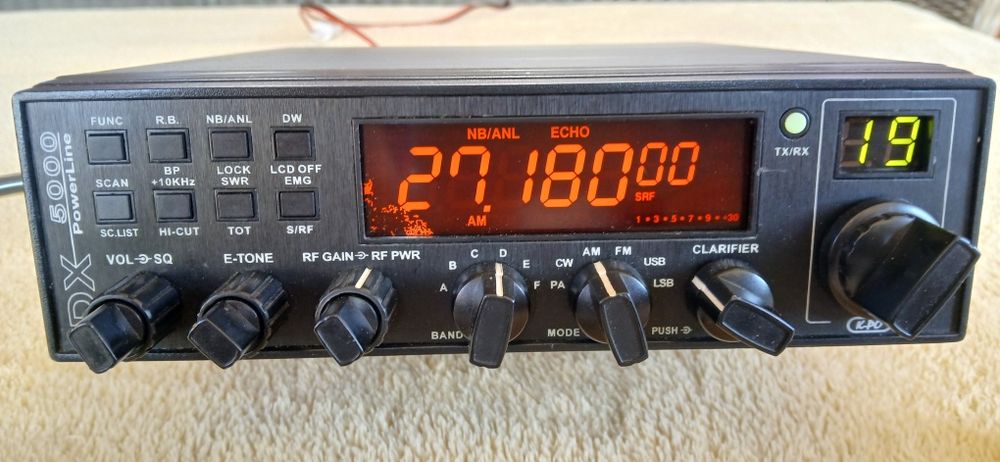 DX 5000
PowerLine
FUNC R.B. NB/ANL DW
SCAN BP +10KHz LOCK SWR LCD OFF EMG
SC.LIST HI-CUT TOT S/RF
NB/ANL ECHO
27.18000
SRF
AM
1•3•5•7•9•+30
TX/RX
19
VOL SQ
E-TONE
RF GAIN RF PWR
A B C D E F
BAND
PA CW AM FM USB LSB
MODE
CLARIFIER
PUSH
K-PO